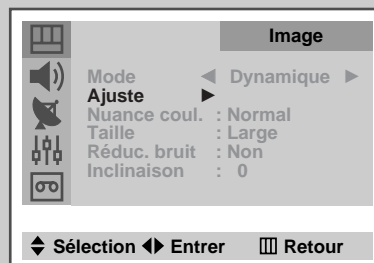 Image
Mode ◀ Dynamique ▶
Ajuste ▶
Nuance coul. : Normal
Taille : Large
Réduc. bruit : Non
Inclinaison : 0
Sélection Entrer Retour